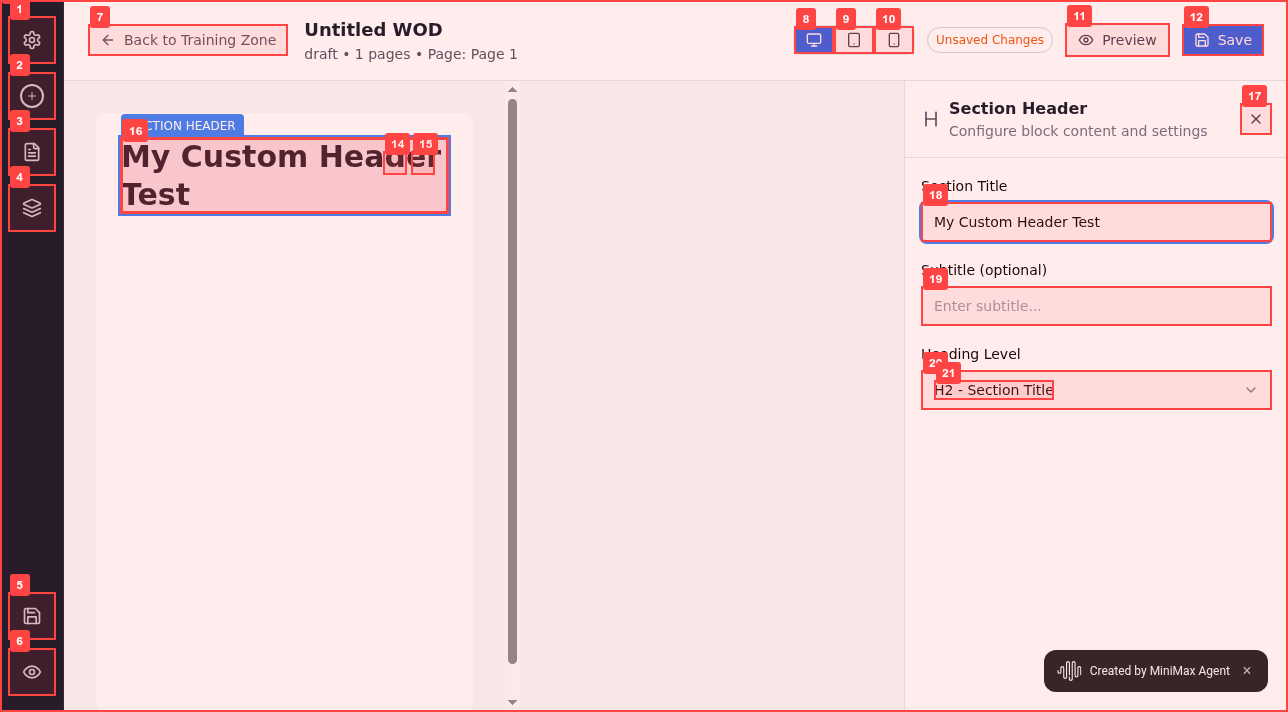 1
2
3
4
5
6
7
Back to Training Zone
Untitled WOD
draft • 1 pages • Page: Page 1
8
9
10
Unsaved Changes
11
Preview
12
Save
CTION HEADER
16
14
15
My Custom Header
Test
Section Header
Configure block content and settings
17
Section Title
18
My Custom Header Test
Subtitle (optional)
19
Enter subtitle...
Heading Level
21
H2 - Section Title
Created by MiniMax Agent